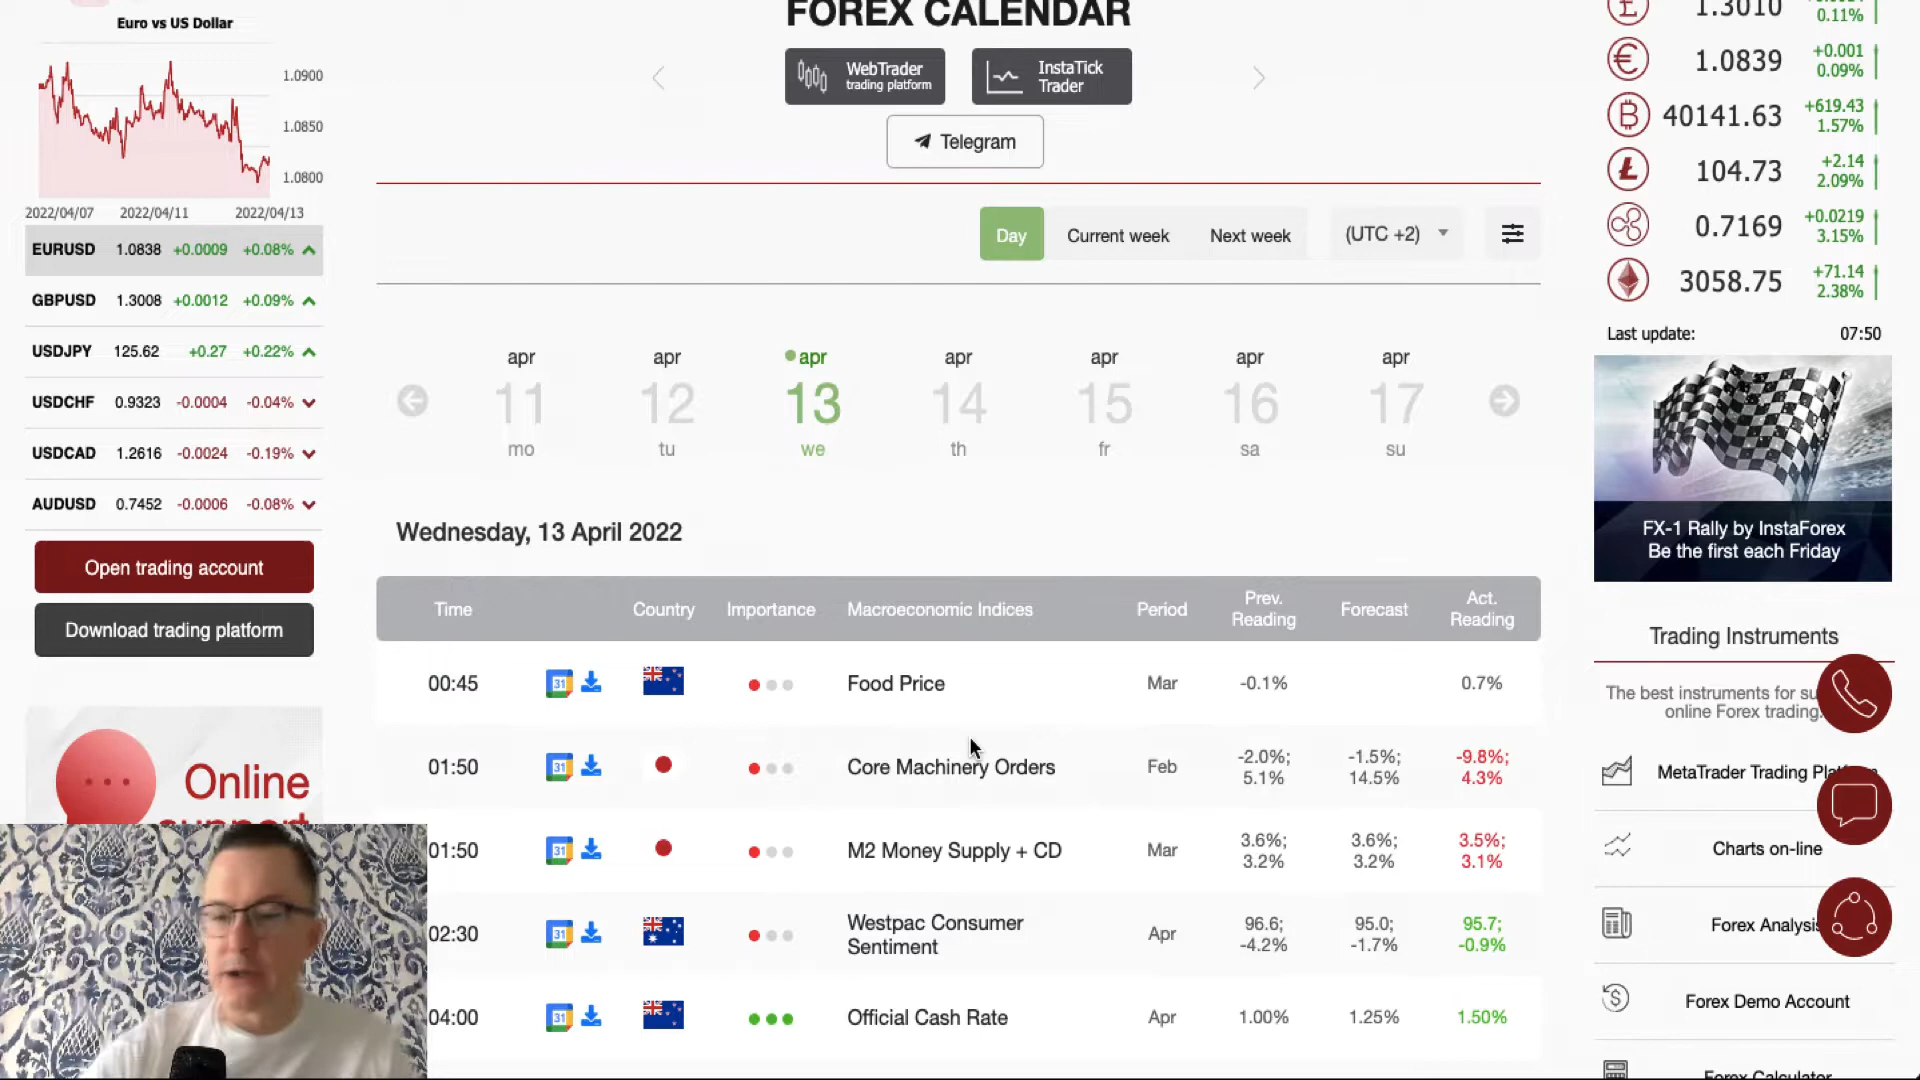 Euro vs US Dollar
1.0900
1.0850
1.0800
2022/04/07 2022/04/11 2022/04/13
EURUSD 1.0838 +0.0009 +0.08%
GBPUSD 1.3008 +0.0012 +0.09%
USDJPY 125.62 +0.27 +0.22%
USDCHF 0.9323 -0.0004 -0.04%
USDCAD 1.2616 -0.0024 -0.19%
AUDUSD 0.7452 -0.0006 -0.08%
Open trading account
Download trading platform
Online
support
FOREX CALENDAR
WebTrader
trading platform
InstaTick
Trader
Telegram
Day Current week Next week (UTC +2)
apr apr apr apr apr apr apr
11 12 13 14 15 16 17
mo tu we th fr sa su
Wednesday, 13 April 2022
Time Country Importance Macroeconomic Indices Period Prev. Reading Forecast Act. Reading
00:45 31 Food Price Mar -0.1% 0.7%
01:50 31 Core Machinery Orders Feb -2.0%; 5.1% -1.5%; 14.5% -9.8%; 4.3%
01:50 31 M2 Money Supply + CD Mar 3.6%; 3.2% 3.6%; 3.2% 3.5%; 3.1%
02:30 31 Westpac Consumer Sentiment Apr 96.6; -4.2% 95.0; -1.7% 95.7; -0.9%
04:00 31 Official Cash Rate Apr 1.00% 1.25% 1.50%
1.3010 0.11%
1.0839 +0.001 0.09%
40141.63 +619.43 1.57%
104.73 +2.14 2.09%
0.7169 +0.0219 3.15%
3058.75 +71.14 2.38%
Last update: 07:50
FX-1 Rally by InstaForex
Be the first each Friday
Trading Instruments
The best instruments for su
online Forex trading.
MetaTrader Trading Pla
Charts on-line
Forex Analysis
Forex Demo Account
Forex Calculator